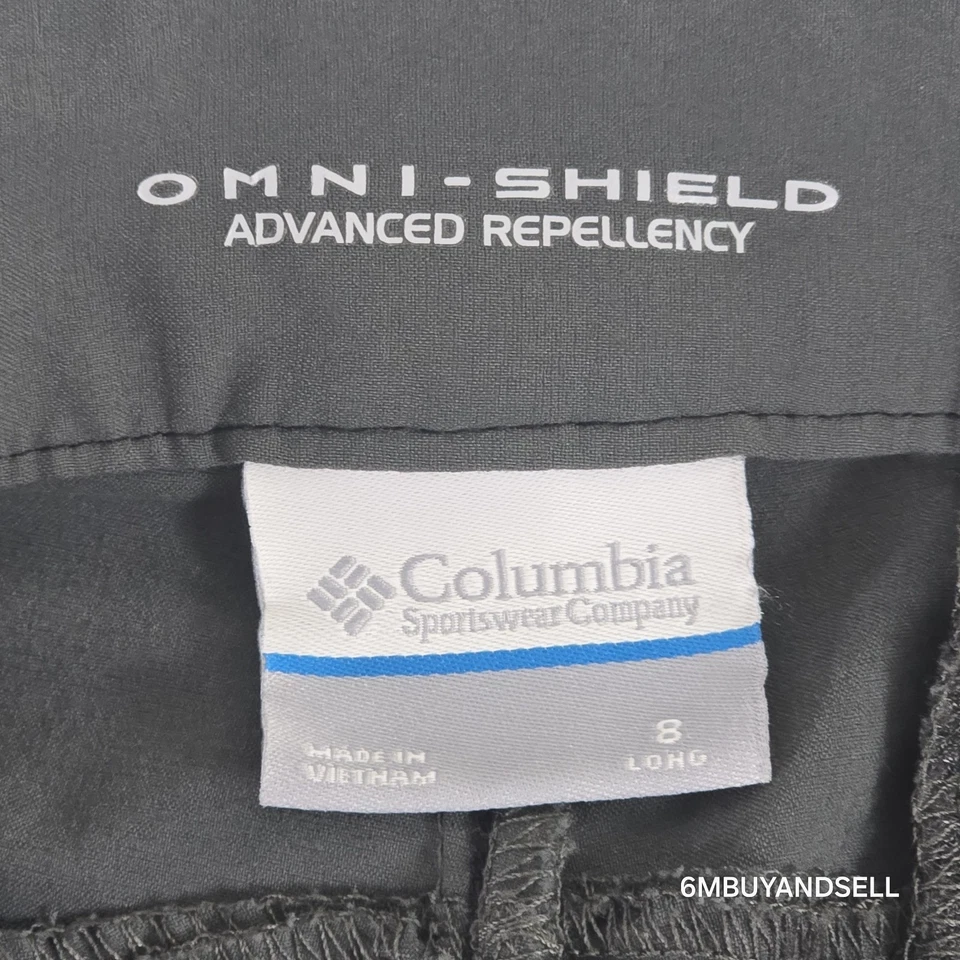 OMNI-SHIELD
ADVANCED REPELLENCY
Columbia
Sportswear Company
MADE IN
VIETNAM
8
LONG
6MBUYANDSELL